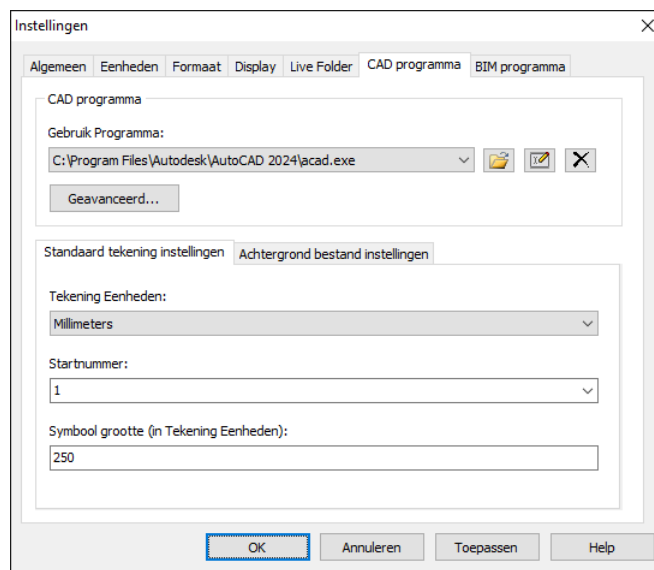 Instellingen
Algemeen Eenheden Formaat Display Live Folder CAD programma BIM programma
CAD programma
Gebruik Programma:
C:\Program Files\Autodesk\AutoCAD 2024\acad.exe
Geavanceerd...
Standaard tekening instellingen Achtergrond bestand instellingen
Tekening Eenheden:
Millimeters
Startnummer:
1
Symbool grootte (in Tekening Eenheden):
250
OK Annuleren Toepassen Help